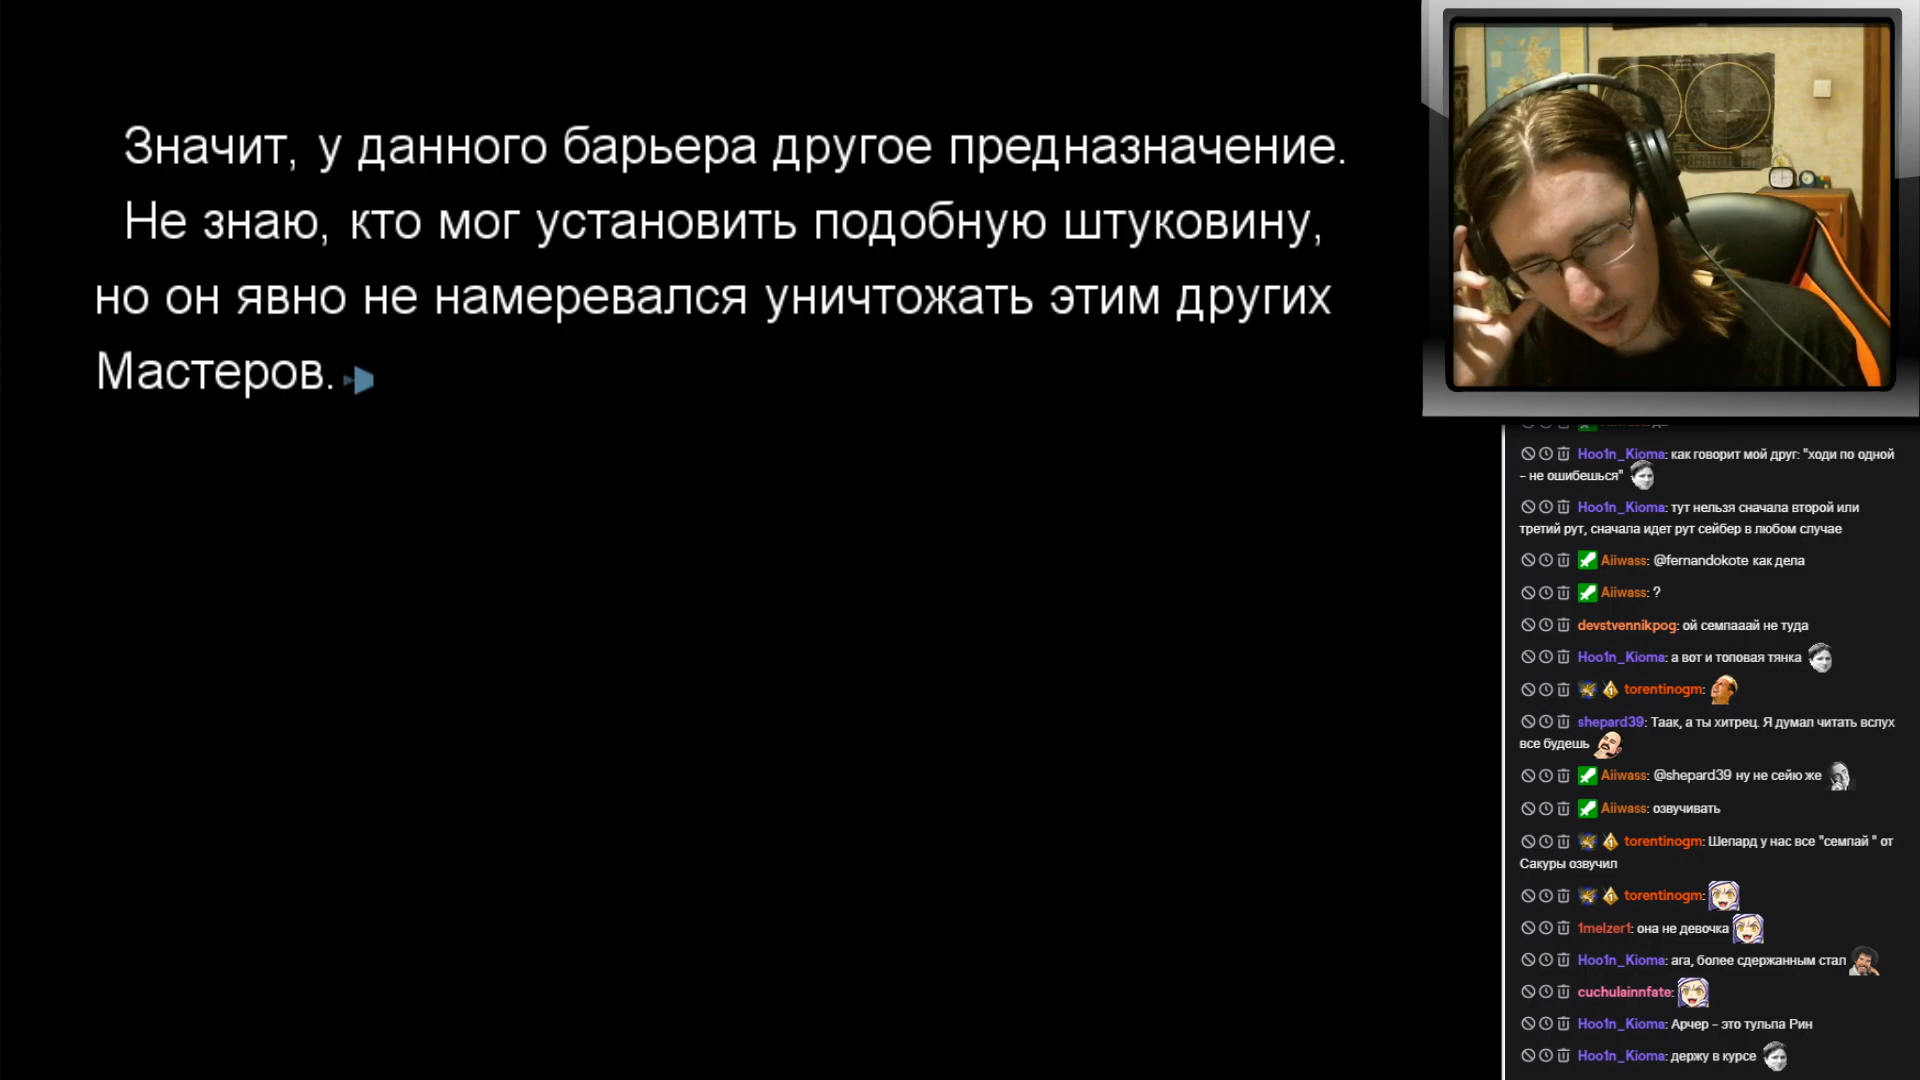 Значит, у данного барьера другое предназначение.
Не знаю, кто мог установить подобную штуковину,
но он явно не намеревался уничтожать этим других
Мастеров.
Hoo1n_Kioma: как говорит мой друг: "ходи по одной
– не ошибешься"
Hoo1n_Kioma: тут нельзя сначала второй или
третий рут, сначала идет рут сейбер в любом случае
Aiiwass: @fernandokote как дела
Aiiwass: ?
devstvennikpog: ой семпааай не туда
Hoo1n_Kioma: а вот и топовая тянка
torentinogm:
shepard39: Таак, а ты хитрец. Я думал читать вслух
все будешь
Aiiwass: @shepard39 ну не сейю же
Aiiwass: озвучивать
torentinogm: Шепард у нас все "семпай " от
Сакуры озвучил
torentinogm:
1melzer1: она не девочка
Hoo1n_Kioma: ага, более сдержанным стал
cuchulainnfate:
Hoo1n_Kioma: Арчер – это тульпа Рин
Hoo1n_Kioma: держу в курсе